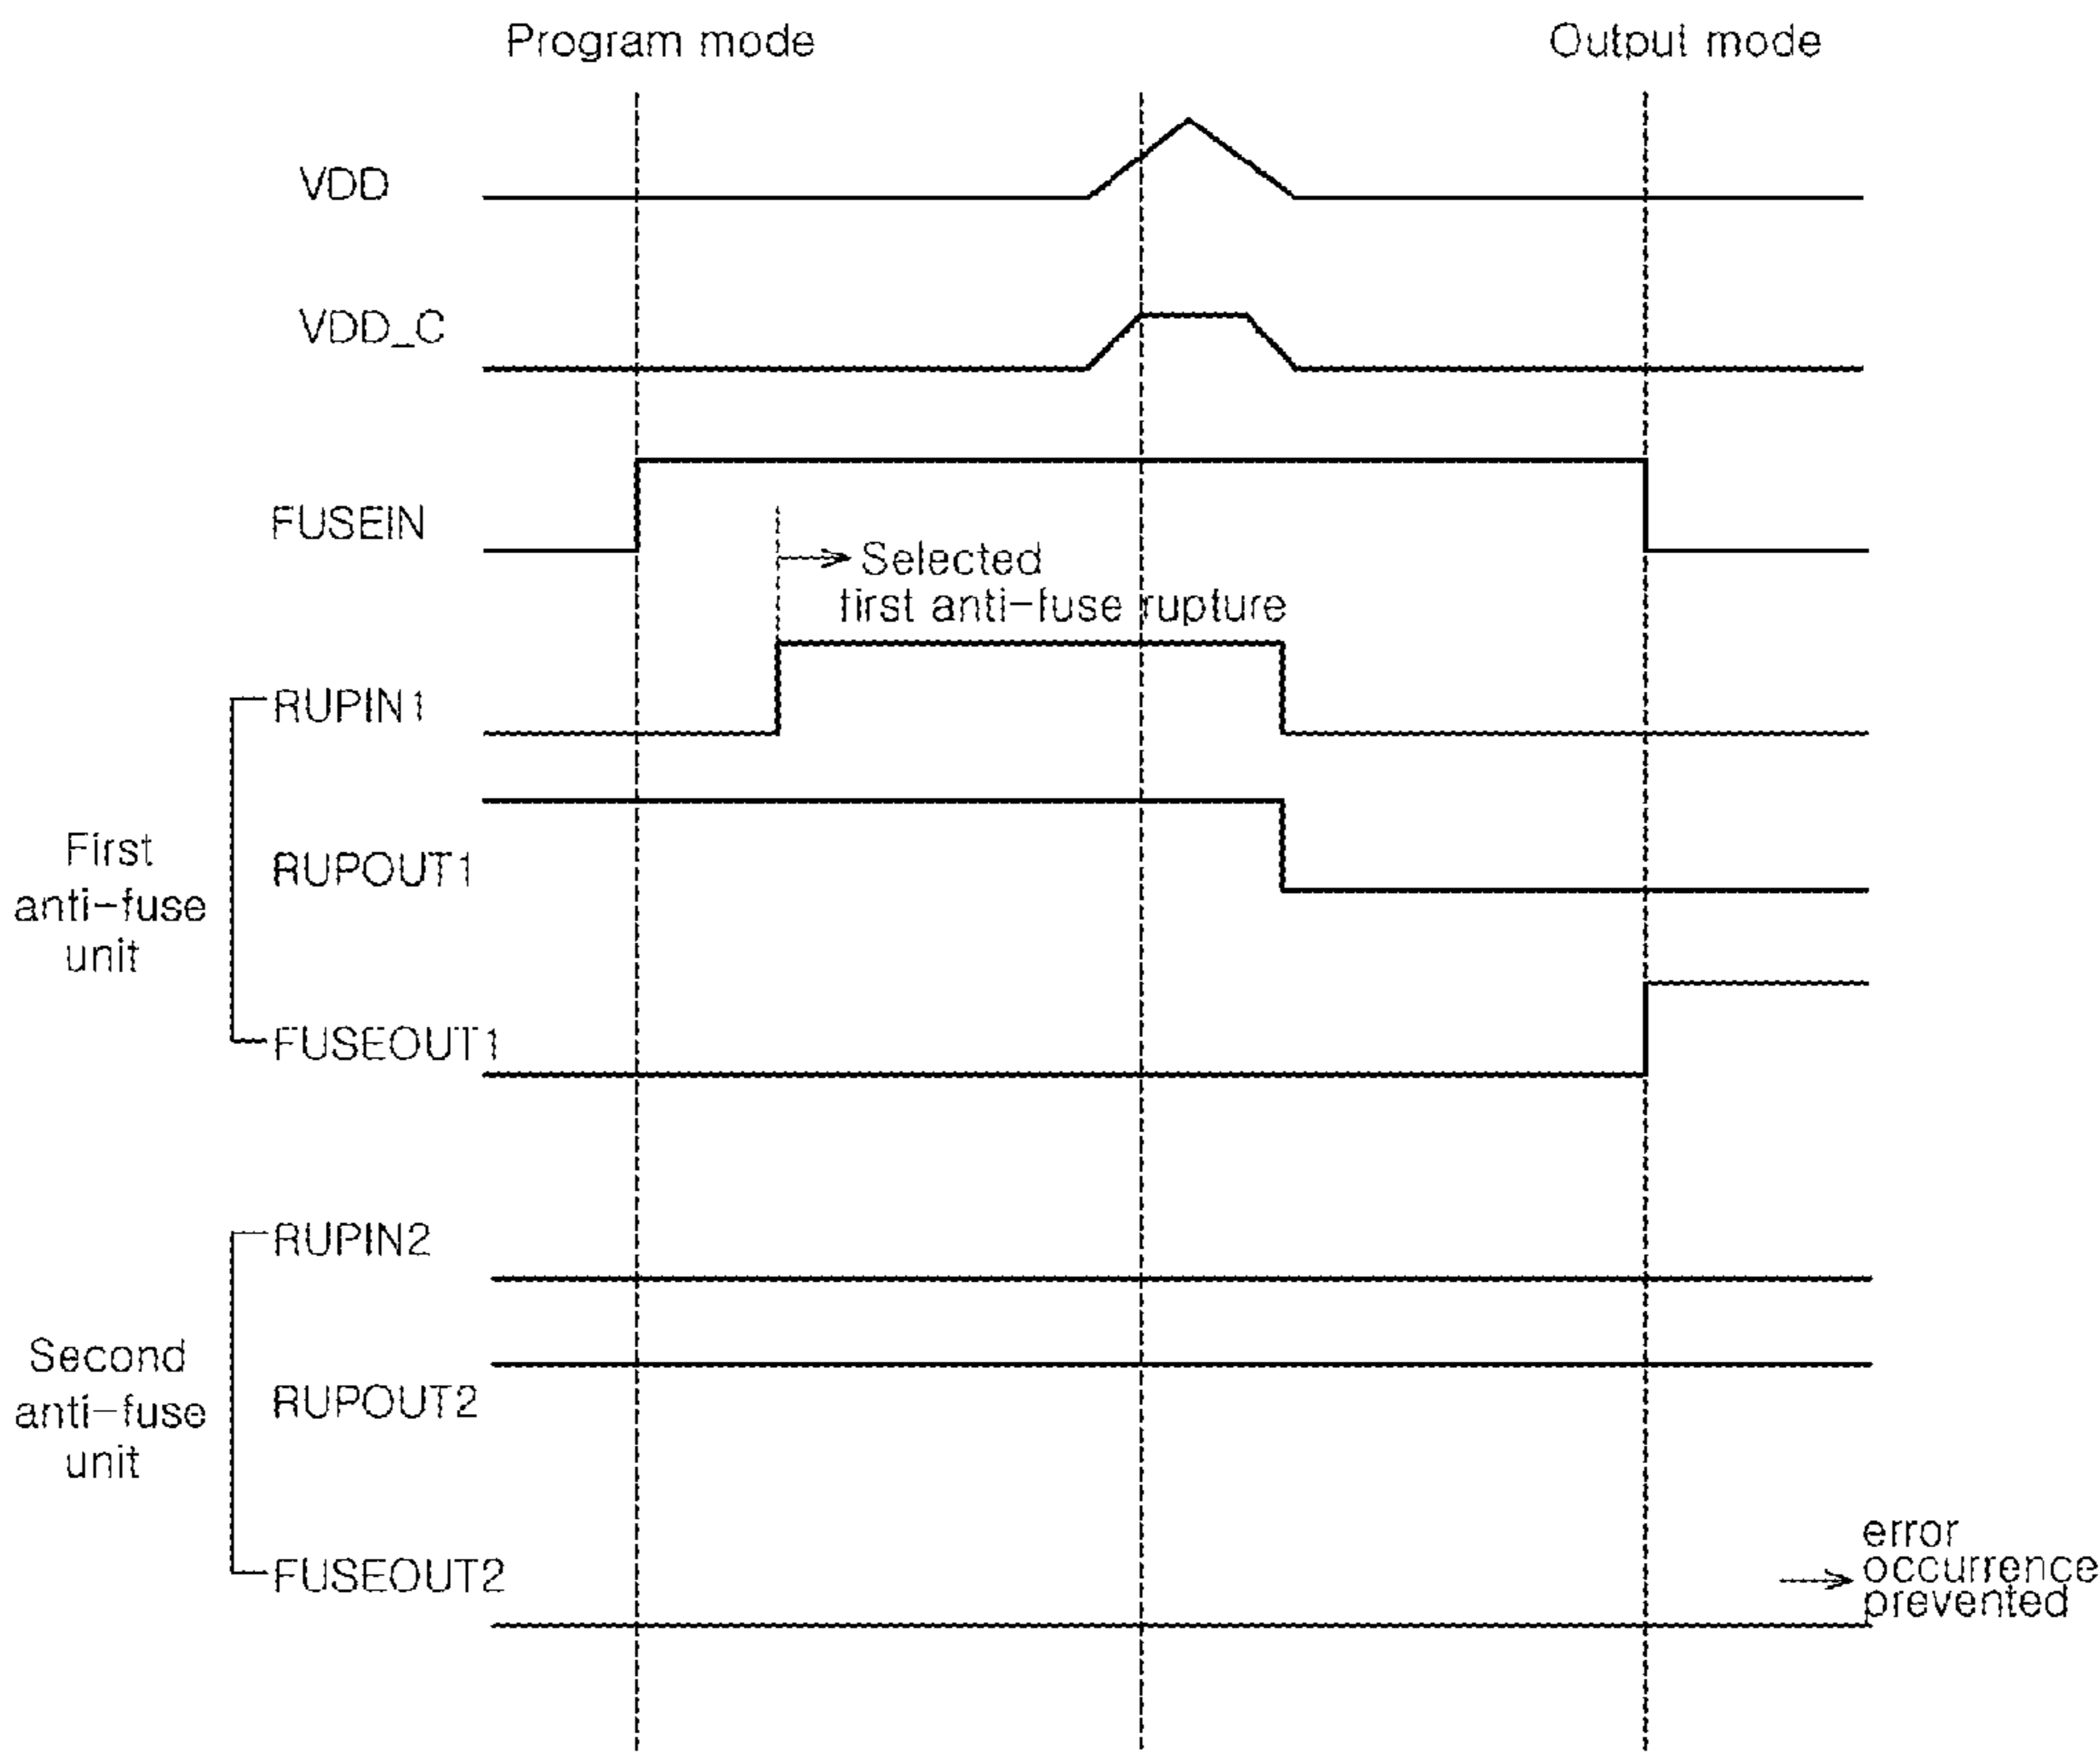 Program mode
Output mode
VDD
VDD_C
FUSEIN
Selected
first anti-fuse rupture
RUPIN1
First
anti-fuse
unit
RUPOUT1
FUSEOUT1
RUPIN2
Second
anti-fuse
unit
RUPOUT2
FUSEOUT2
error
occurrence
prevented